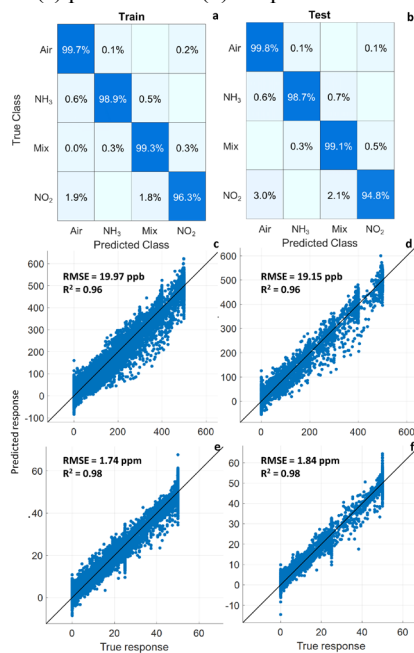 Train a
Test b
True Class
Air 99.7% 0.1% 0.2%
NH3 0.6% 98.9% 0.5%
Mix 0.0% 0.3% 99.3% 0.3%
NO2 1.9% 1.8% 96.3%
Air NH3 Mix NO2
Predicted Class
Air 99.8% 0.1% 0.1%
NH3 0.6% 98.7% 0.7%
Mix 0.3% 99.1% 0.5%
NO2 3.0% 2.1% 94.8%
Air NH3 Mix NO2
Predicted Class
Predicted response
c
RMSE = 19.97 ppb
R² = 0.96
600
500
400
300
200
100
0
-100
0 200 400 600
d
RMSE = 19.15 ppb
R² = 0.96
600
500
400
300
200
100
0
0 200 400 600
e
RMSE = 1.74 ppm
R² = 0.98
60
40
20
0
0 20 40 60
True response
f
RMSE = 1.84 ppm
R² = 0.98
60
50
40
30
20
10
0
-10
0 20 40 60
True response